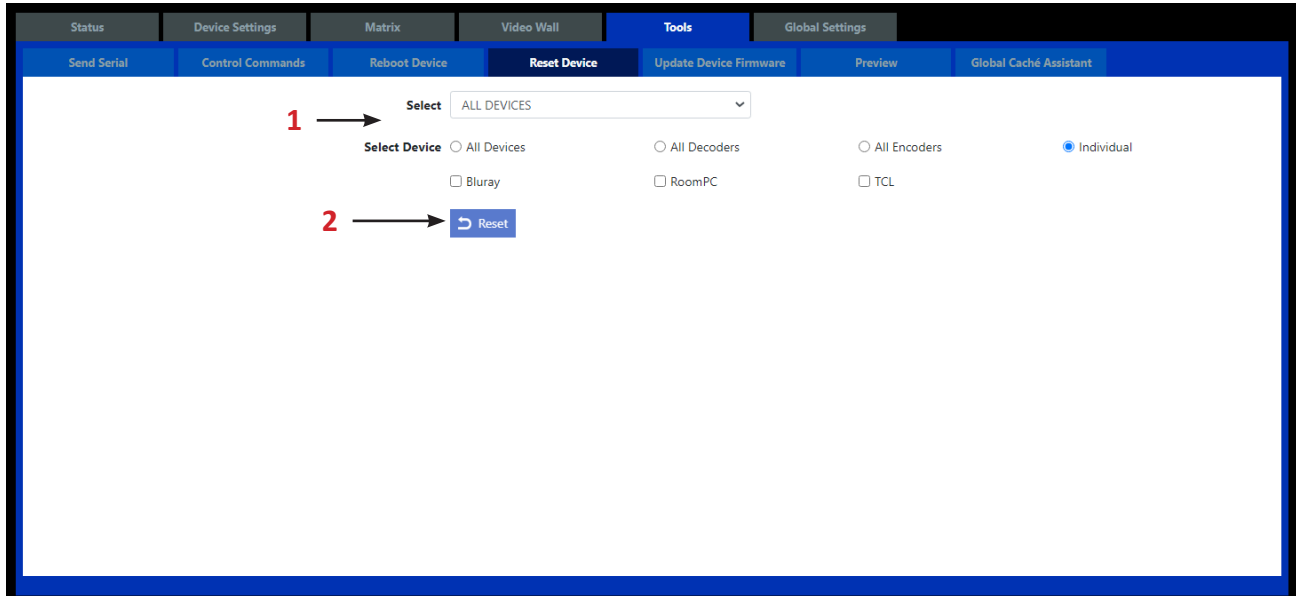 Status Device Settings Matrix Video Wall Tools Global Settings
Send Serial Control Commands Reboot Device Reset Device Update Device Firmware Preview Global Caché Assistant
Select ALL DEVICES
1
Select Device All Devices All Decoders All Encoders Individual
Bluray RoomPC TCL
2 Reset